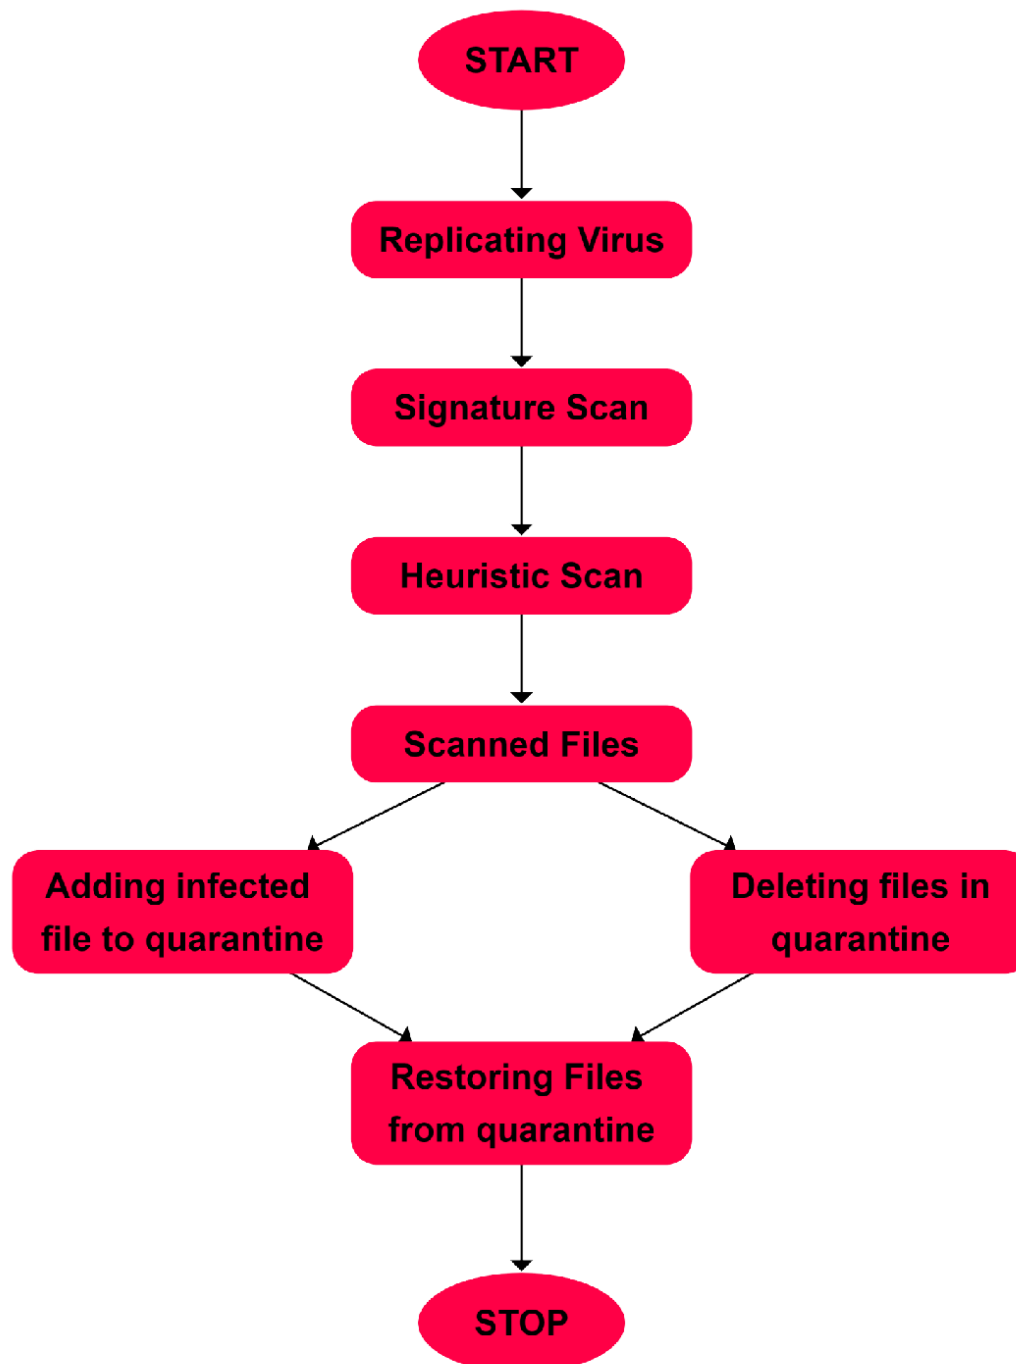 START
Replicating Virus
Signature Scan
Heuristic Scan
Scanned Files
Adding infected
file to quarantine
Deleting files in
quarantine
Restoring Files
from quarantine
STOP